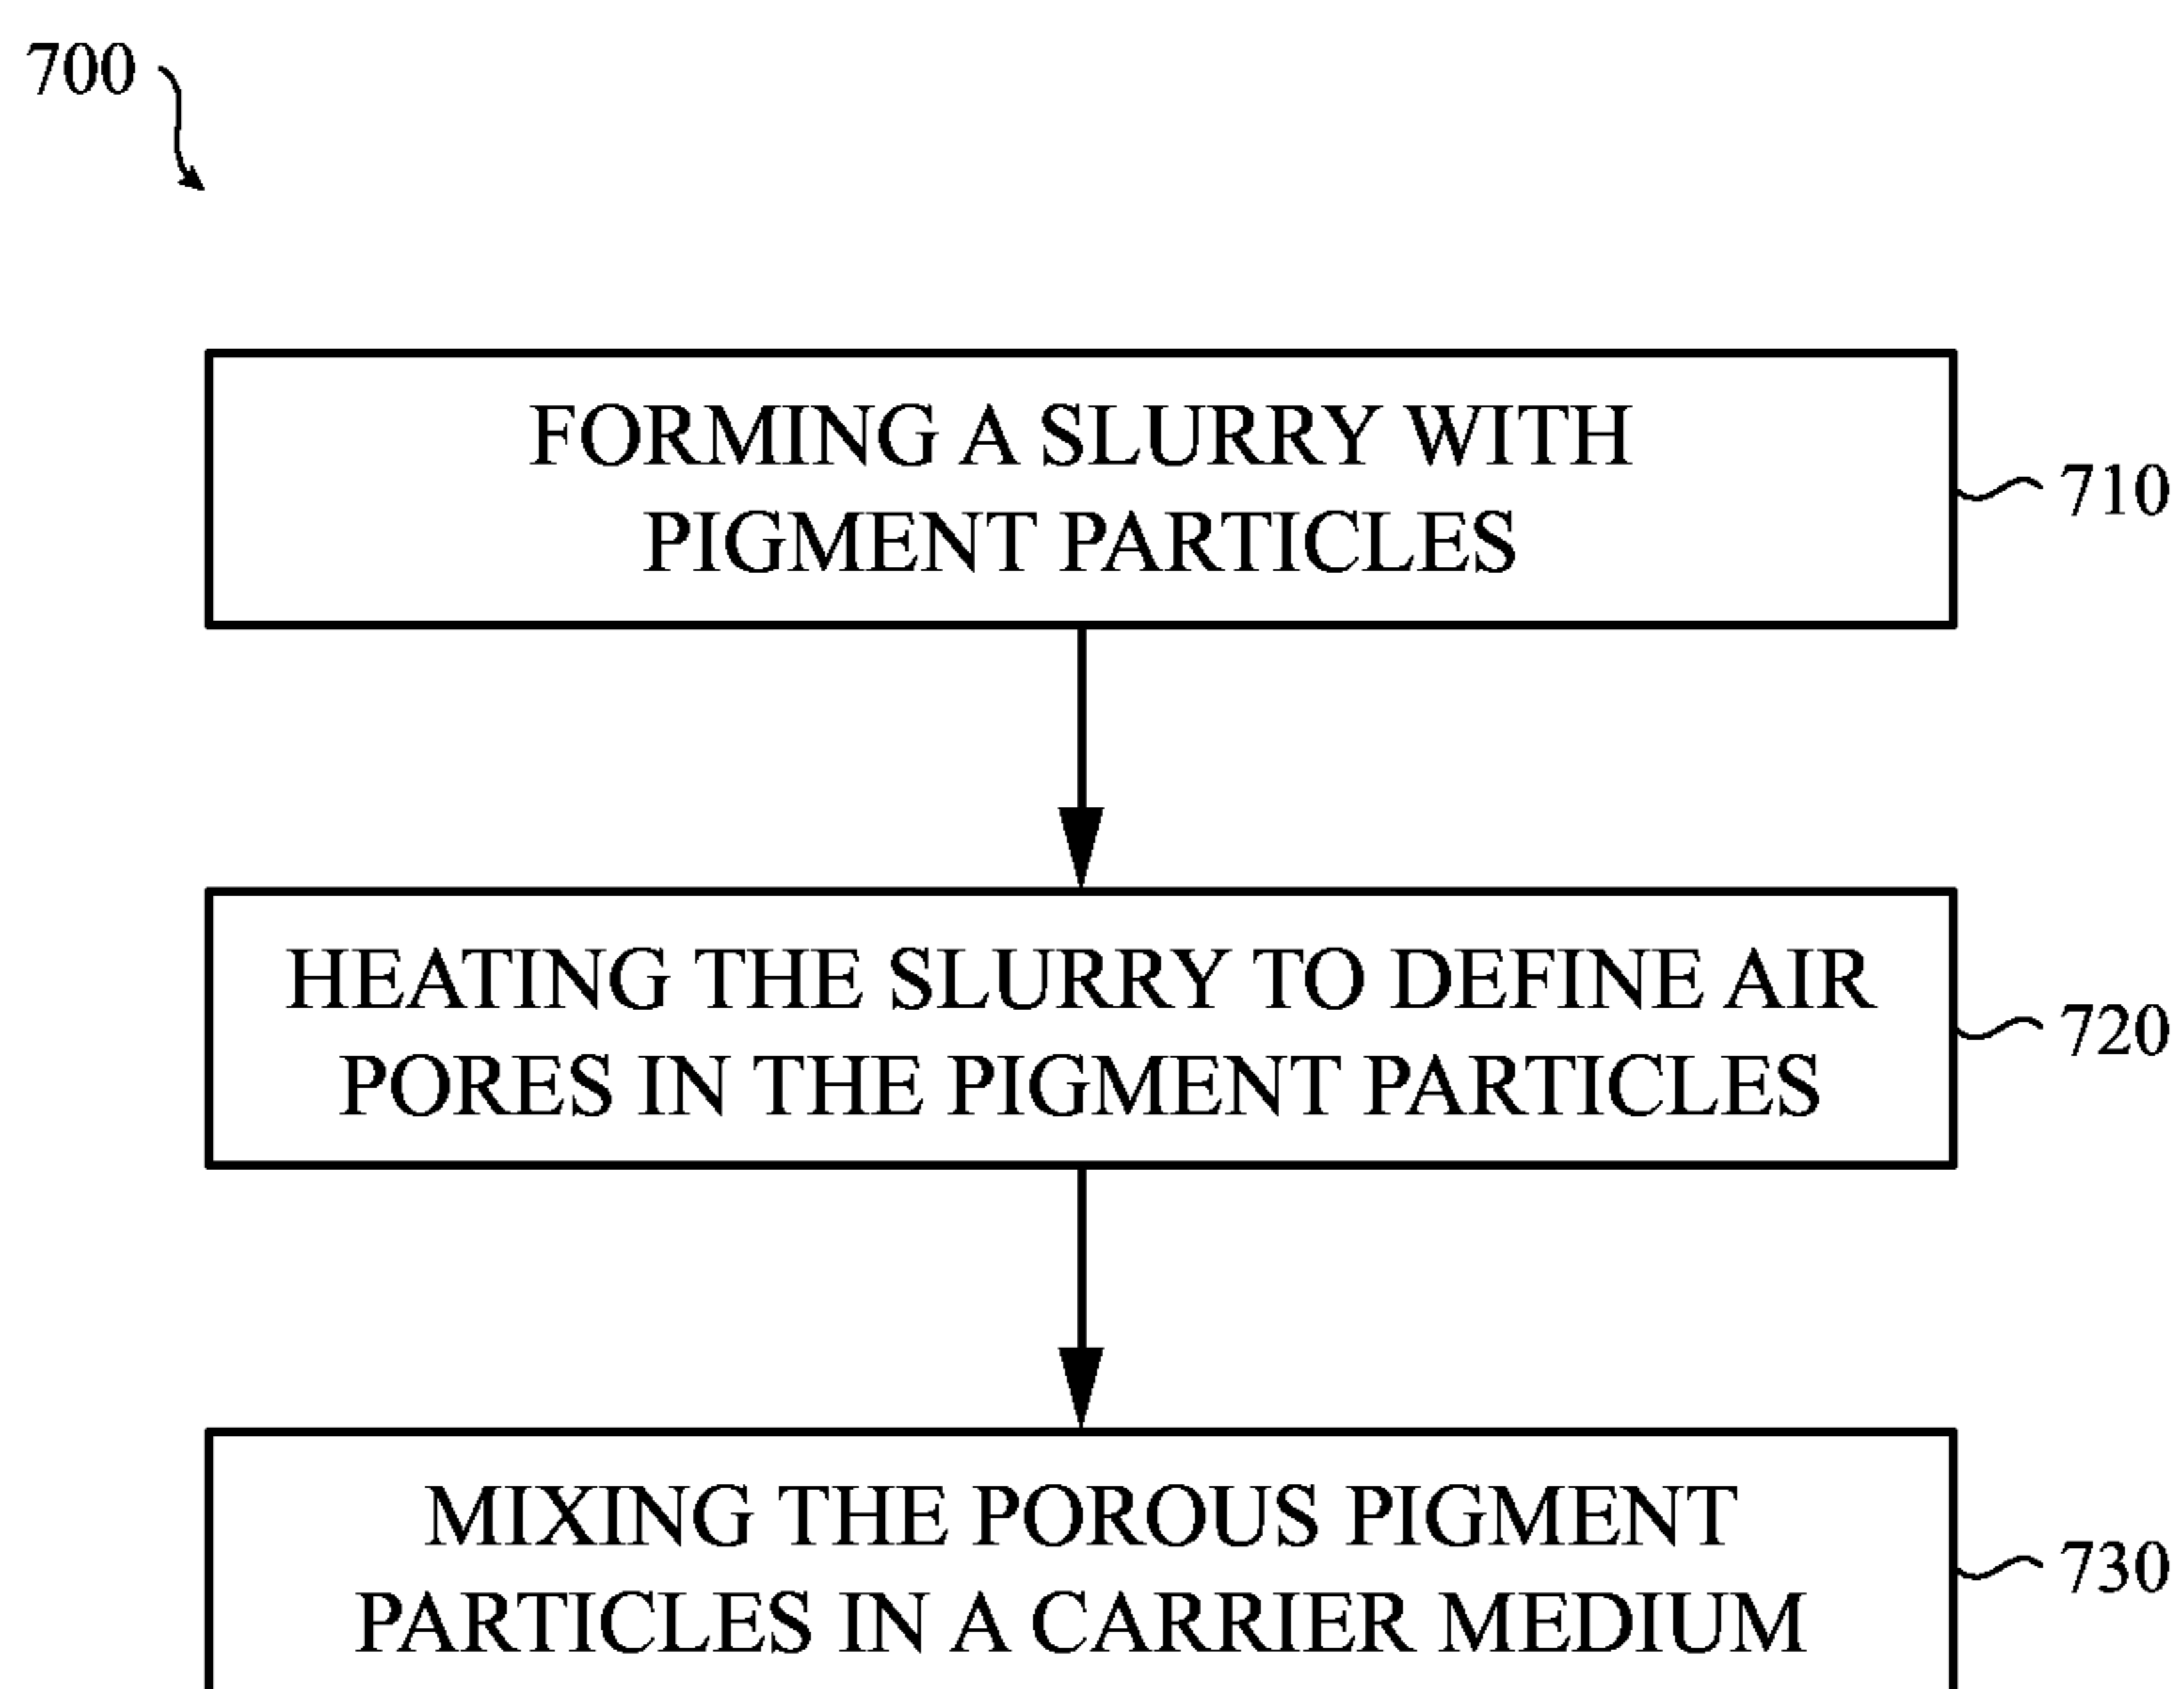 700
FORMING A SLURRY WITH
PIGMENT PARTICLES
710
HEATING THE SLURRY TO DEFINE AIR
PORES IN THE PIGMENT PARTICLES
720
MIXING THE POROUS PIGMENT
PARTICLES IN A CARRIER MEDIUM
730